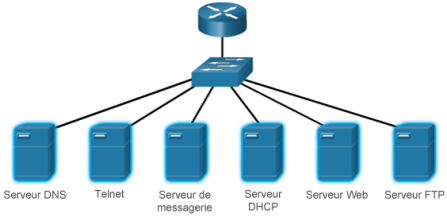 Serveur DNS
Telnet
Serveur de
messagerie
Serveur
DHCP
Serveur Web
Serveur FTP